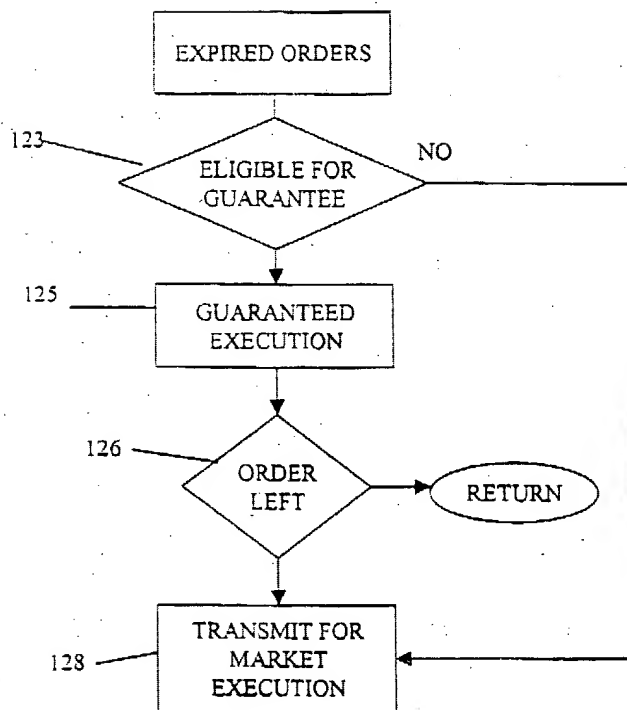 EXPIRED ORDERS
123
ELIGIBLE FOR
GUARANTEE
NO
125
GUARANTEED
EXECUTION
126
ORDER
LEFT
RETURN
128
TRANSMIT FOR
MARKET
EXECUTION